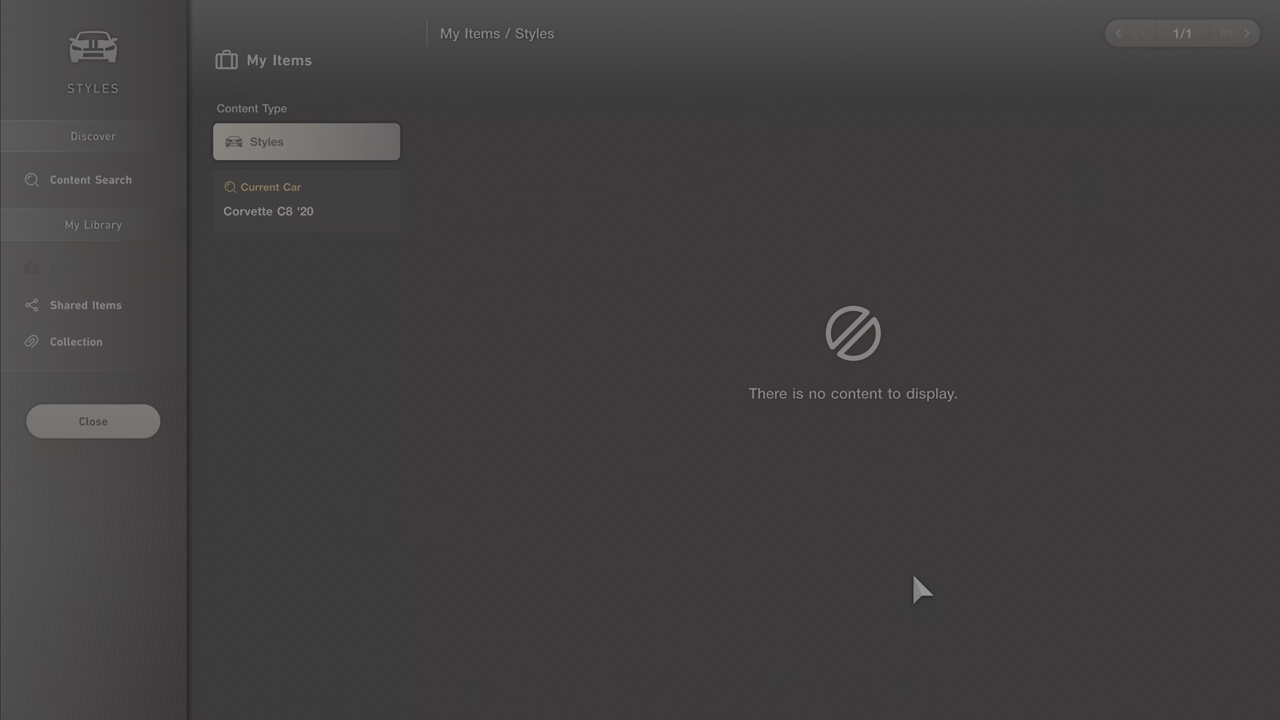 STYLES
Discover
Content Search
My Library
Shared Items
Collection
Close
My Items / Styles
1/1
My Items
Content Type
Styles
Current Car
Corvette C8 '20
There is no content to display.